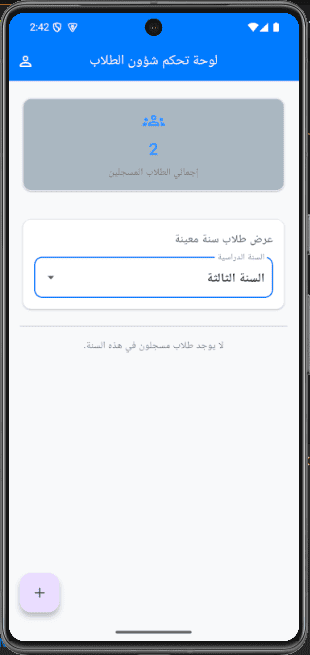 2:42
لوحة تحكم شؤون الطلاب
2
إجمالي الطلاب المسجلين
عرض طلاب سنة معينة
السنة الدراسية
السنة الثالثة
لا يوجد طلاب مسجلون في هذه السنة.
+